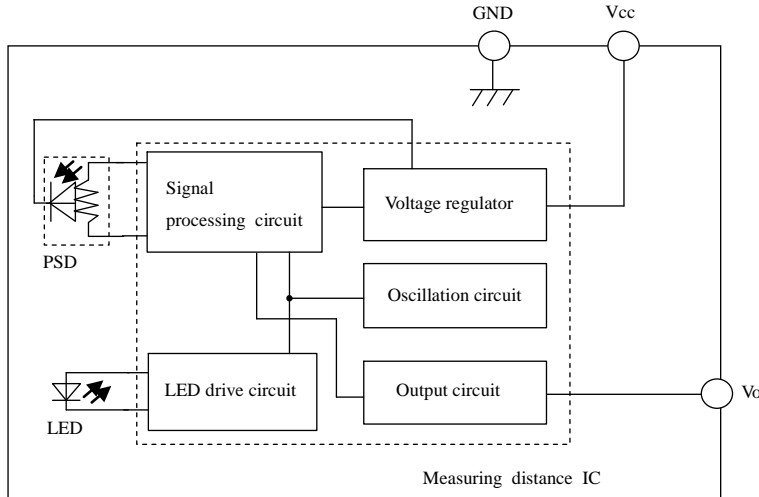 GND
Vcc
Signal
processing circuit
Voltage regulator
PSD
Oscillation circuit
LED drive circuit
Output circuit
Vo
LED
Measuring distance IC